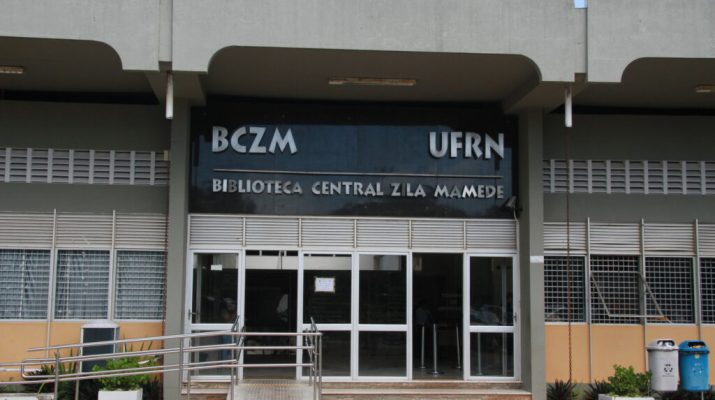 BCZM UFRN
BIBLIOTECA CENTRAL ZILA MAMEDE